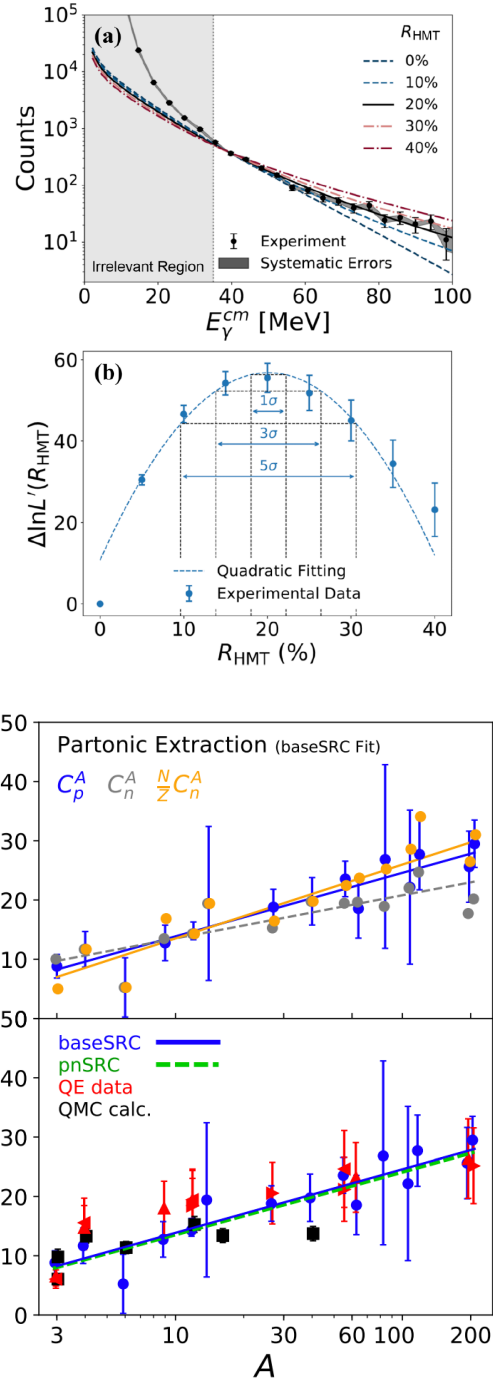 (a)
R_HMT
0%
10%
20%
30%
40%
Counts
10^5
10^4
10^3
10^2
10^1
Experiment
Irrelevant Region
Systematic Errors
0 20 40 60 80 100
E_γ^cm [MeV]
(b)
60
40
20
0
ΔlnL'(R_HMT)
1σ
3σ
5σ
Quadratic Fitting
Experimental Data
0 10 20 30 40
R_HMT (%)
50
Partonic Extraction (baseSRC Fit)
C_p^A C_n^A N/Z C_n^A
40
30
20
10
50
baseSRC
pnSRC
QE data
QMC calc.
40
30
20
10
0
3 10 30 60 100 200
A